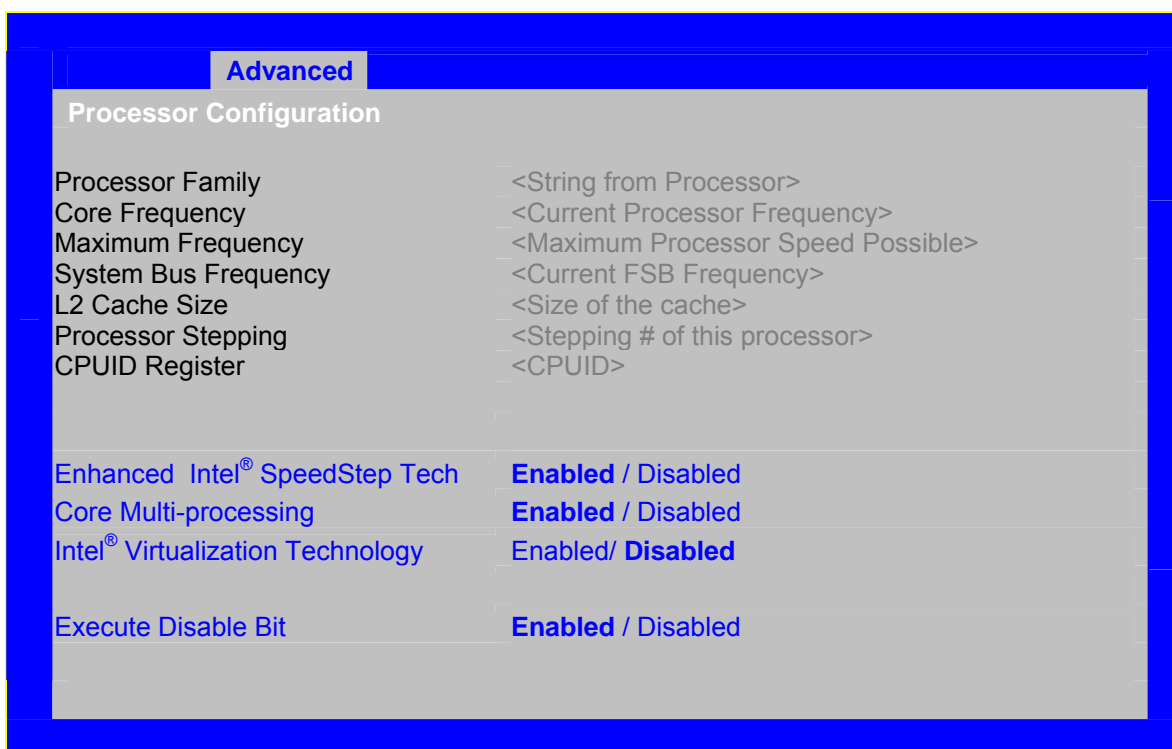 Advanced
Processor Configuration
Processor Family <String from Processor>
Core Frequency <Current Processor Frequency>
Maximum Frequency <Maximum Processor Speed Possible>
System Bus Frequency <Current FSB Frequency>
L2 Cache Size <Size of the cache>
Processor Stepping <Stepping # of this processor>
CPUID Register <CPUID>
Enhanced Intel® SpeedStep Tech Enabled / Disabled
Core Multi-processing Enabled / Disabled
Intel® Virtualization Technology Enabled/ Disabled
Execute Disable Bit Enabled / Disabled